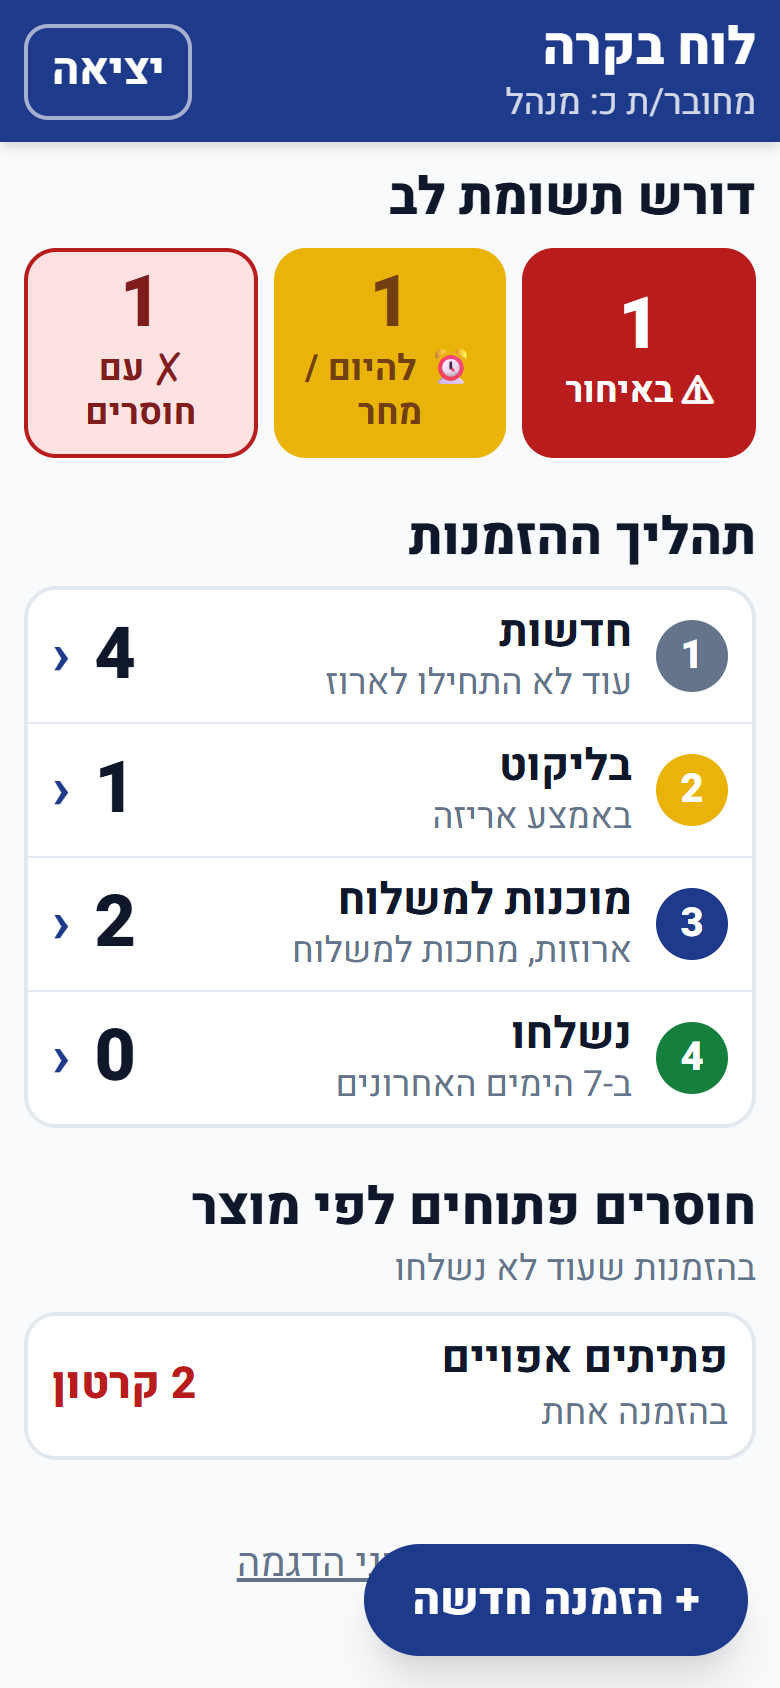 לוח בקרה
מחובר/ת כ: מנהל
יציאה
דורש תשומת לב
1
⚠ באיחור
1
⏰ להיום /
מחר
1
✗ עם
חוסרים
תהליך ההזמנות
1
חדשות
עוד לא התחילו לארוז
4 ›
2
בליקוט
באמצע אריזה
1 ›
3
מוכנות למשלוח
ארוזות, מחכות למשלוח
2 ›
4
נשלחו
ב-7 הימים האחרונים
0 ›
חוסרים פתוחים לפי מוצר
בהזמנות שעוד לא נשלחו
פתיתים אפויים
בהזמנה אחת
2 קרטון
הדגמה
+ הזמנה חדשה